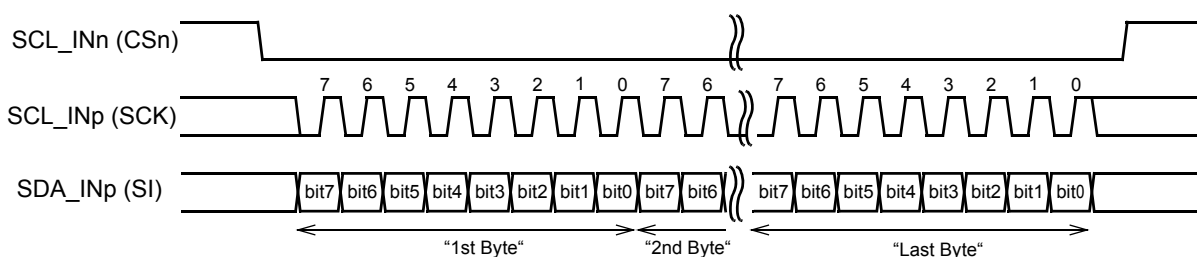 SCL_INn (CSn)
7 6 5 4 3 2 1 0 7 6 7 6 5 4 3 2 1 0
SCL_INp (SCK)
SDA_INp (SI) bit7 bit6 bit5 bit4 bit3 bit2 bit1 bit0 bit7 bit6 bit7 bit6 bit5 bit4 bit3 bit2 bit1 bit0
“1st Byte“ “2nd Byte“ “Last Byte“